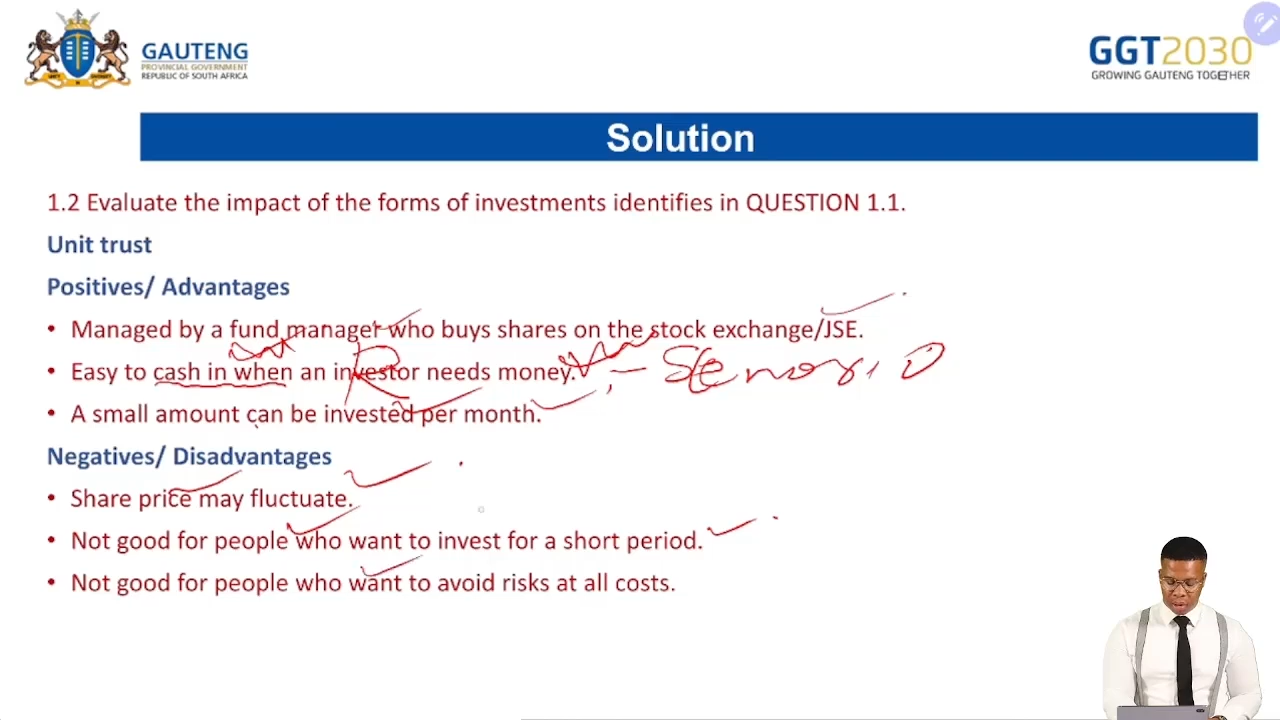 GAUTENG
PROVINCIAL GOVERNMENT
REPUBLIC OF SOUTH AFRICA
GGT2030
GROWING GAUTENG TOGETHER
Solution
1.2 Evaluate the impact of the forms of investments identifies in QUESTION 1.1.
Unit trust
Positives/ Advantages
• Managed by a fund manager who buys shares on the stock exchange/JSE.
• Easy to cash in when an investor needs money.
• A small amount can be invested per month.
Negatives/ Disadvantages
• Share price may fluctuate.
• Not good for people who want to invest for a short period.
• Not good for people who want to avoid risks at all costs.